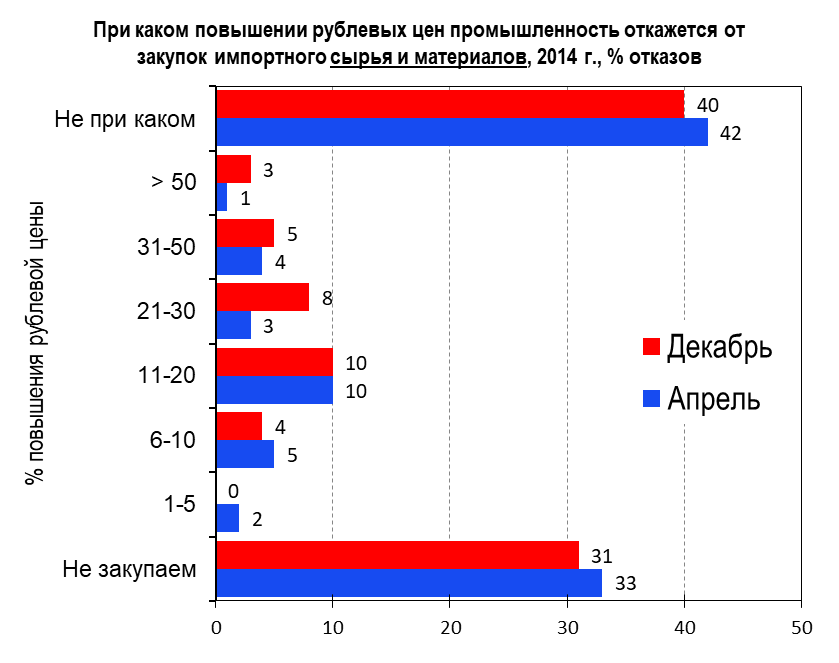 При каком повышении рублевых цен промышленность откажется от
закупок импортного сырья и материалов, 2014 г., % отказов
% повышения рублевой цены
Не при каком
40
42
> 50
3
1
31-50
5
4
21-30
8
3
11-20
10
10
6-10
4
5
1-5
0
2
Не закупаем
31
33
Декабрь
Апрель
0 10 20 30 40 50